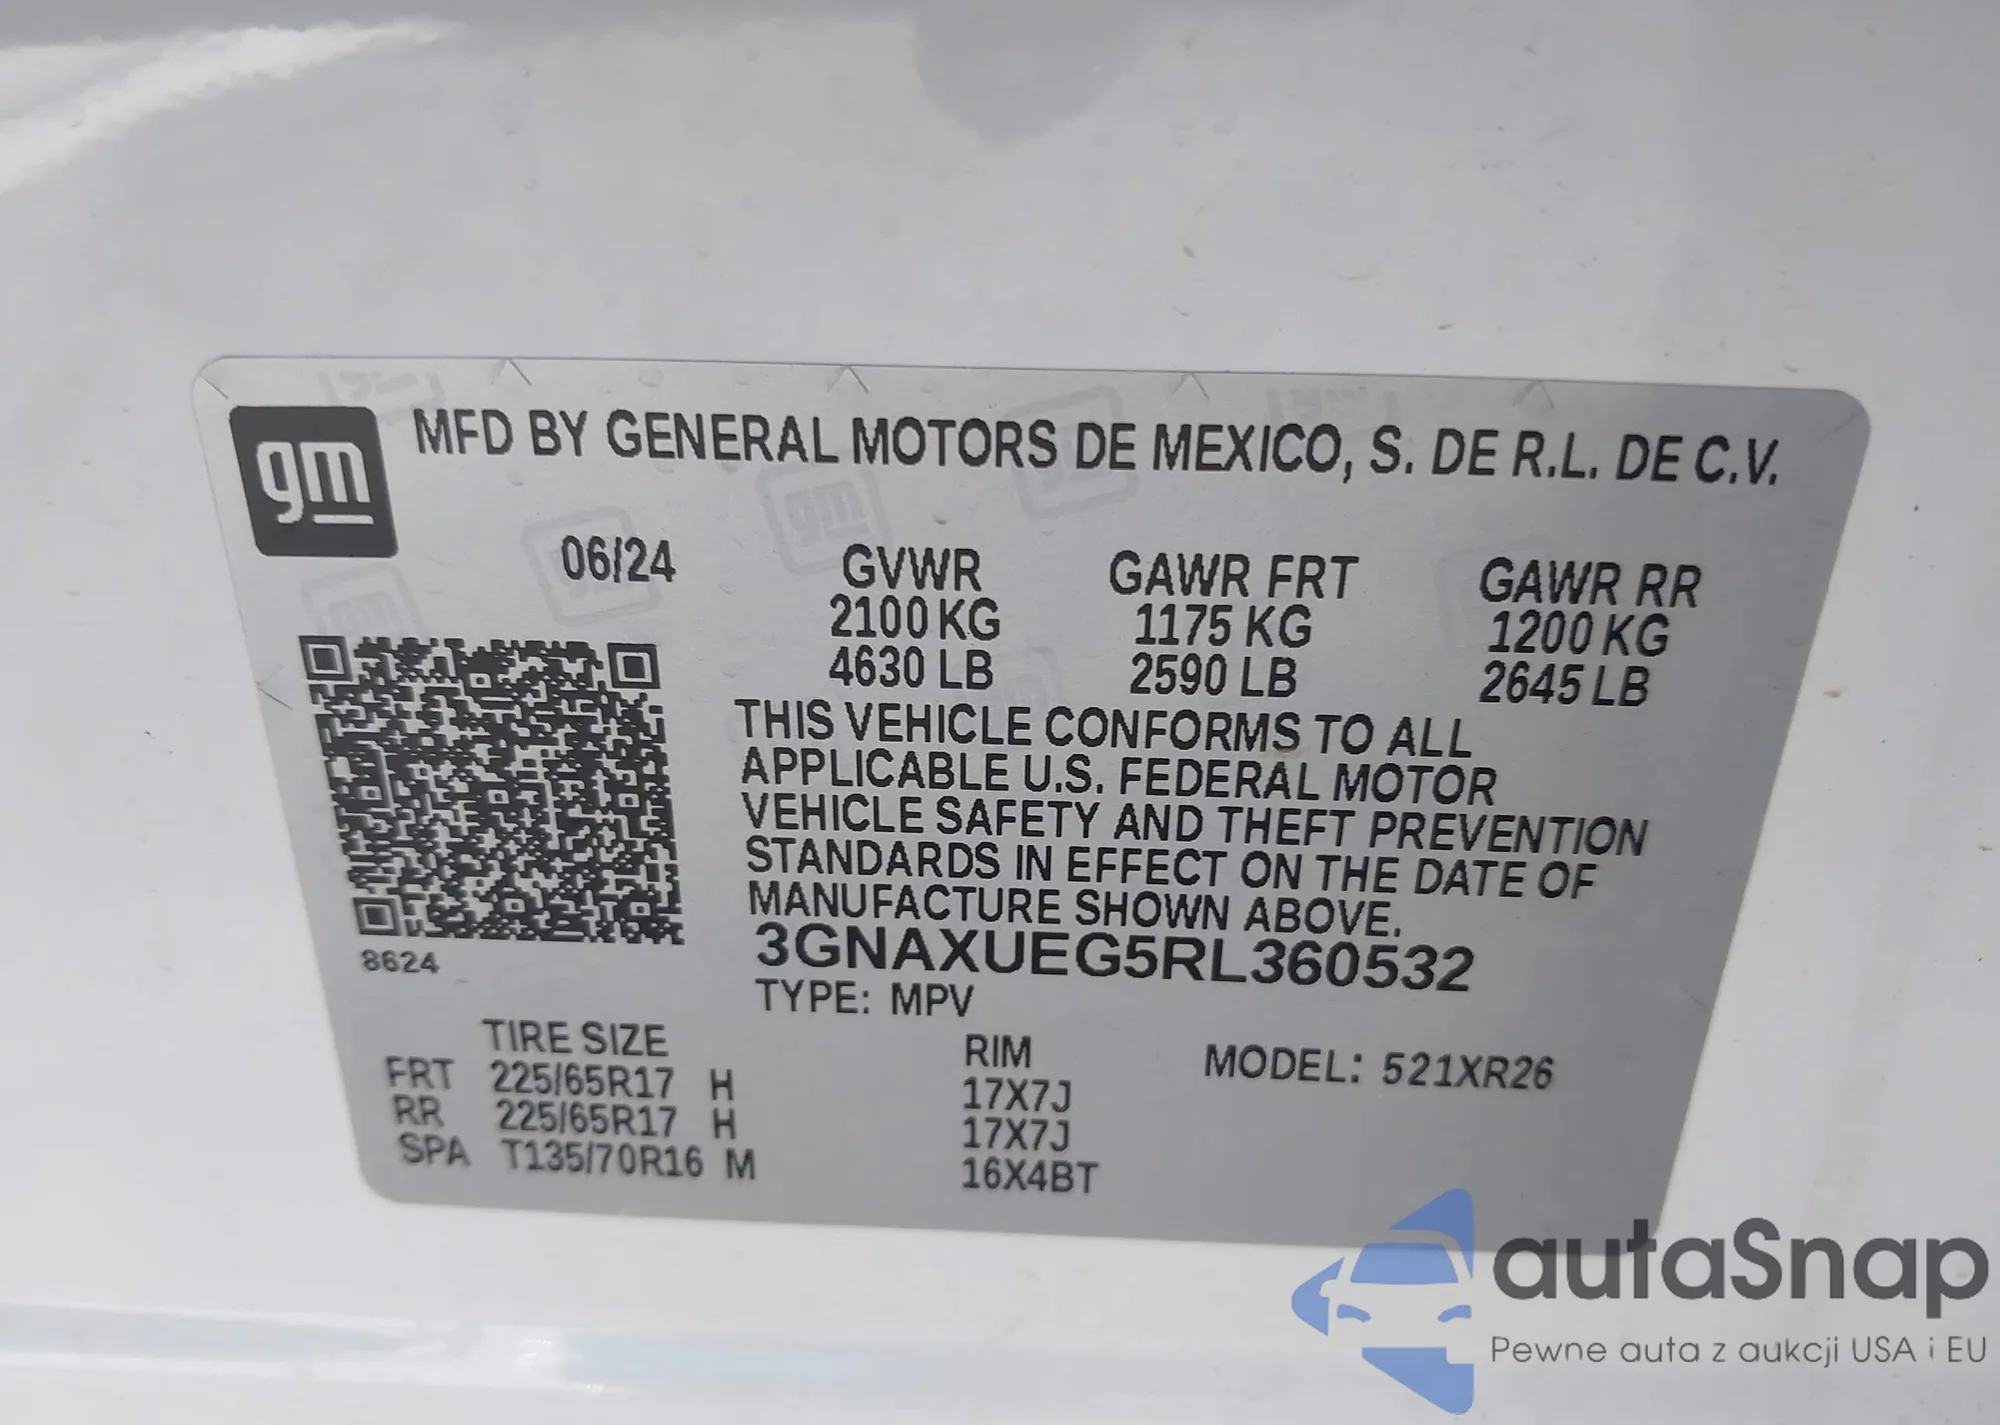 gm
MFD BY GENERAL MOTORS DE MEXICO, S. DE R.L. DE C.V.
06/24 GVWR GAWR FRT GAWR RR
2100 KG 1175 KG 1200 KG
4630 LB 2590 LB 2645 LB
THIS VEHICLE CONFORMS TO ALL
APPLICABLE U.S. FEDERAL MOTOR
VEHICLE SAFETY AND THEFT PREVENTION
STANDARDS IN EFFECT ON THE DATE OF
MANUFACTURE SHOWN ABOVE.
3GNAXUEG5RL360532
8624
TYPE: MPV
TIRE SIZE RIM MODEL: 521XR26
FRT 225/65R17 H 17X7J
RR 225/65R17 H 17X7J
SPA T135/70R16 M 16X4BT
autaSnap
Pewne auta z aukcji USA i EU